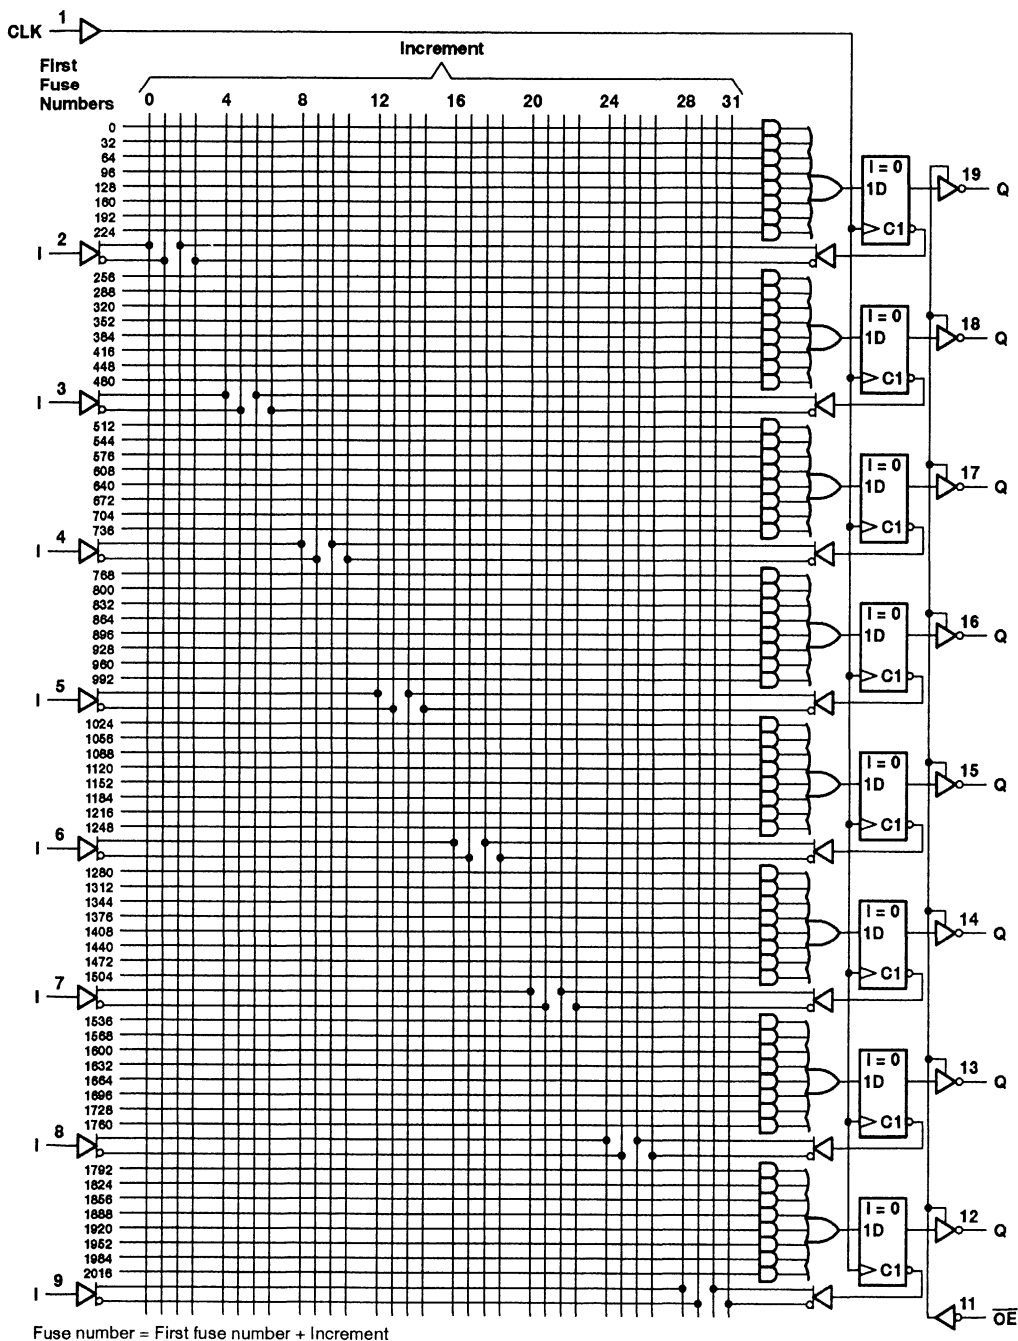 CLK 1
Increment
First
Fuse
Numbers
0 4 8 12 16 20 24 28 31
0
32
64
96
128
160
192
224
I = 0
1D
C1
19 Q
I 2
256
288
320
352
384
416
448
480
I = 0
1D
C1
18 Q
I 3
512
544
576
608
640
672
704
736
I = 0
1D
C1
17 Q
I 4
768
800
832
864
896
928
960
992
I = 0
1D
C1
16 Q
I 5
1024
1056
1088
1120
1152
1184
1216
1248
I = 0
1D
C1
15 Q
I 6
1280
1312
1344
1376
1408
1440
1472
1504
I = 0
1D
C1
14 Q
I 7
1536
1568
1600
1632
1664
1696
1728
1760
I = 0
1D
C1
13 Q
I 8
1792
1824
1856
1888
1920
1952
1984
2016
I = 0
1D
C1
12 Q
I 9
11 O̅E̅
Fuse number = First fuse number + Increment